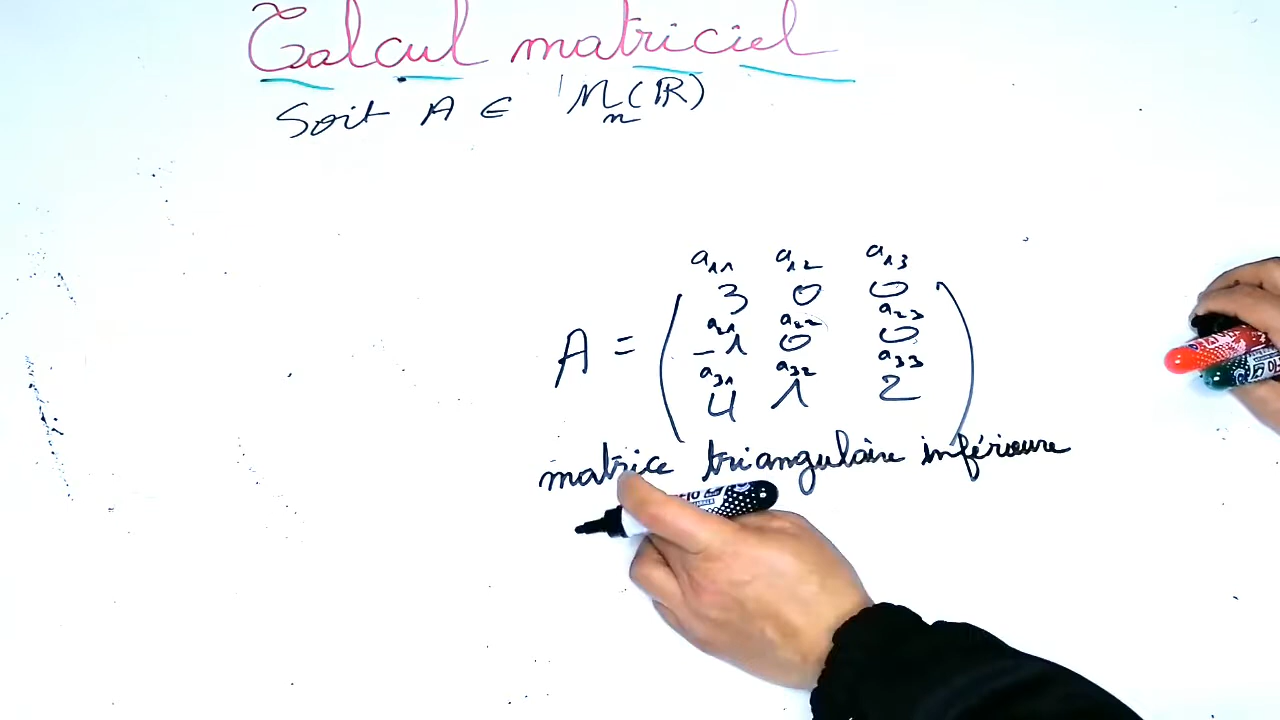 Calcul matriciel
Soit A ∈ M_n(ℝ)
a₁₁ a₁₂ a₁₃
3 0 0
a₂₁ a₂₂ a₂₃
A = -1 0 0
a₃₁ a₃₂ a₃₃
4 1 2
matrice triangulaire inférieure